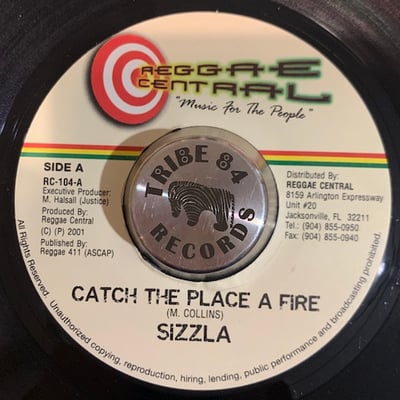 REGGAE
CENTRAL
"Music For The People"
SIDE A
RC-104-A
Executive Producer:
M. Halsall (Justice)
Produced By:
Reggae Central
(C) (P) 2001
Published By:
Reggae 411 (ASCAP)
Distributed By:
REGGAE CENTRAL
8159 Arlington Expressway
Unit #20
Jacksonville, FL 32211
Tel: (904) 855-0950
Fax: (904) 855-0940
TRIBE 84
RECORDS
CATCH THE PLACE A FIRE
(M. COLLINS)
SIZZLA
All Rights Reserved. Unauthorized copying, reproduction, hiring, lending, public performance and broadcasting prohibited.